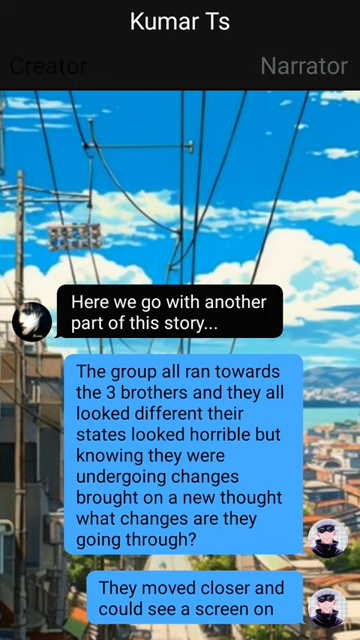 Kumar Ts
Creator
Narrator
Here we go with another
part of this story...
The group all ran towards
the 3 brothers and they all
looked different their
states looked horrible but
knowing they were
undergoing changes
brought on a new thought
what changes are they
going through?
They moved closer and
could see a screen on